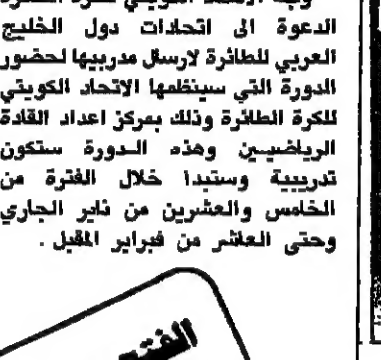 الدعوة الى اتحادات دول الخليج
العربي للطائرة لارسال مدربيها لحضور
الدورة التي سينظمها الاتحاد الكويتي
للكرة الطائرة وذلك بمركز اعداد القادة
الرياضيين وهذه الدورة ستكون
تدريبية وستبدا خلال الفترة من
الخامس والعشرين من ناير الجاري
وحتى العاشر من فبراير المقبل .